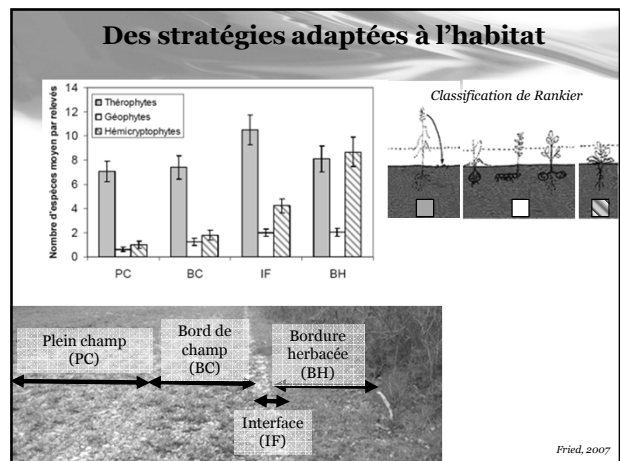 Des stratégies adaptées à l'habitat
Nombre d'espèces moyen par relevés
14
12
10
8
6
4
2
0
Thérophytes
Géophytes
Hémicryptophytes
PC
BC
IF
BH
Classification de Rankier
Plein champ
(PC)
Bord de
champ
(BC)
Bordure
herbacée
(BH)
Interface
(IF)
Fried, 2007